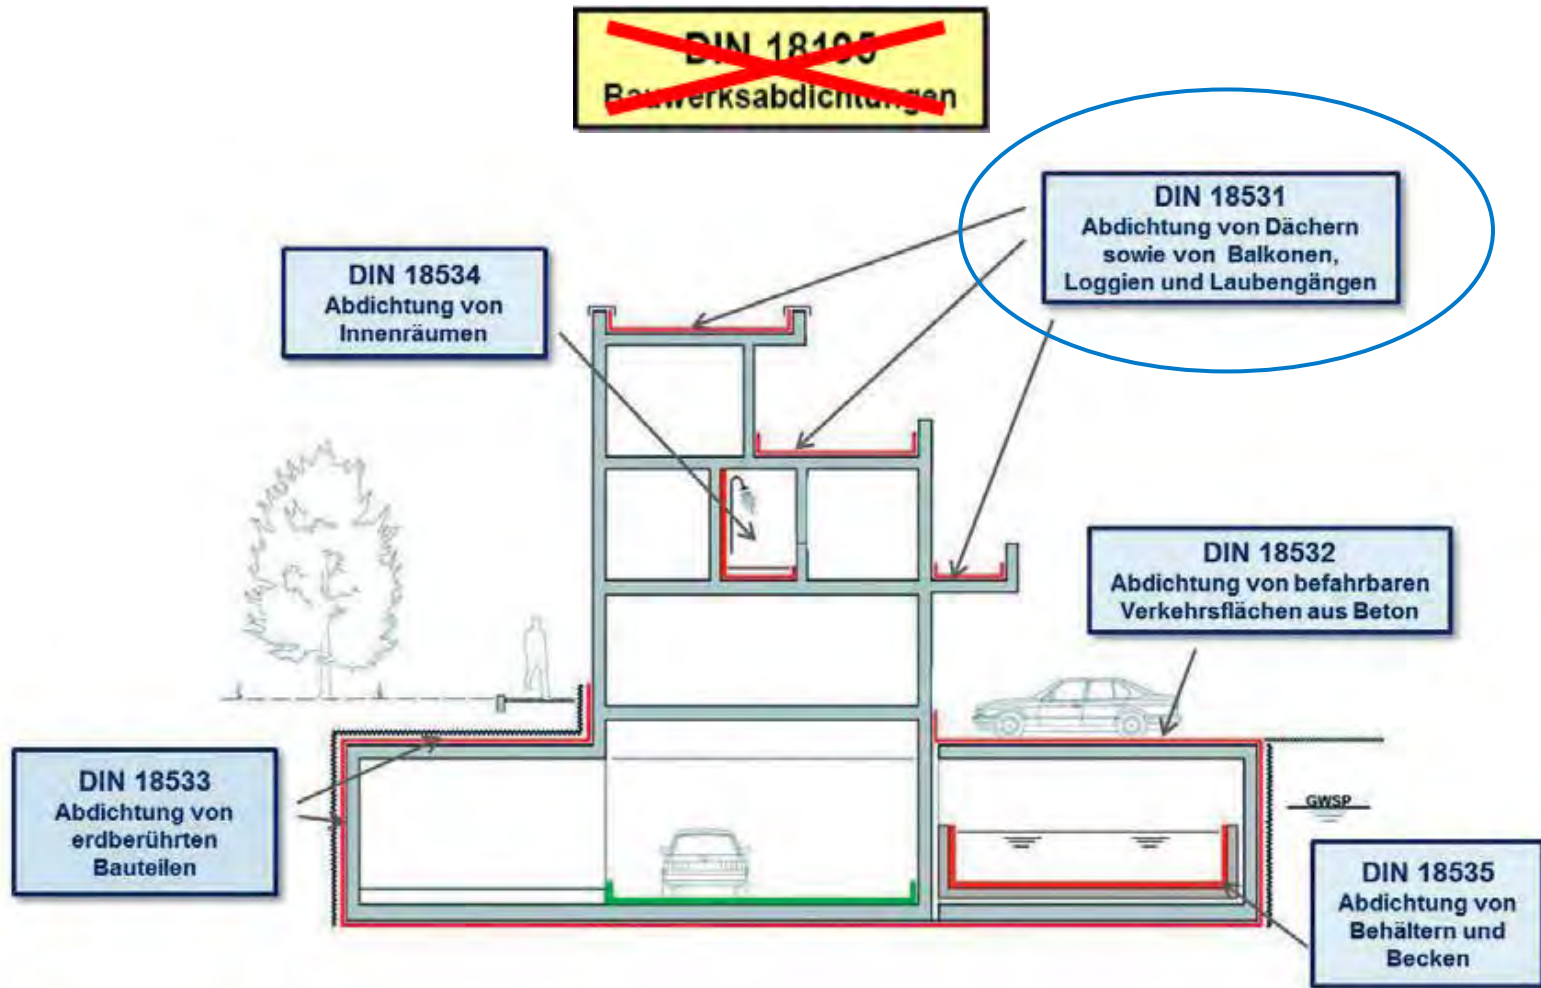 DIN 18195
Bauwerksabdichtungen
DIN 18531
Abdichtung von Dächern
sowie von Balkonen,
Loggien und Laubengängen
DIN 18534
Abdichtung von
Innenräumen
DIN 18532
Abdichtung von befahrbaren
Verkehrsflächen aus Beton
DIN 18533
Abdichtung von
erdberührten
Bauteilen
GWSP
DIN 18535
Abdichtung von
Behältern und
Becken